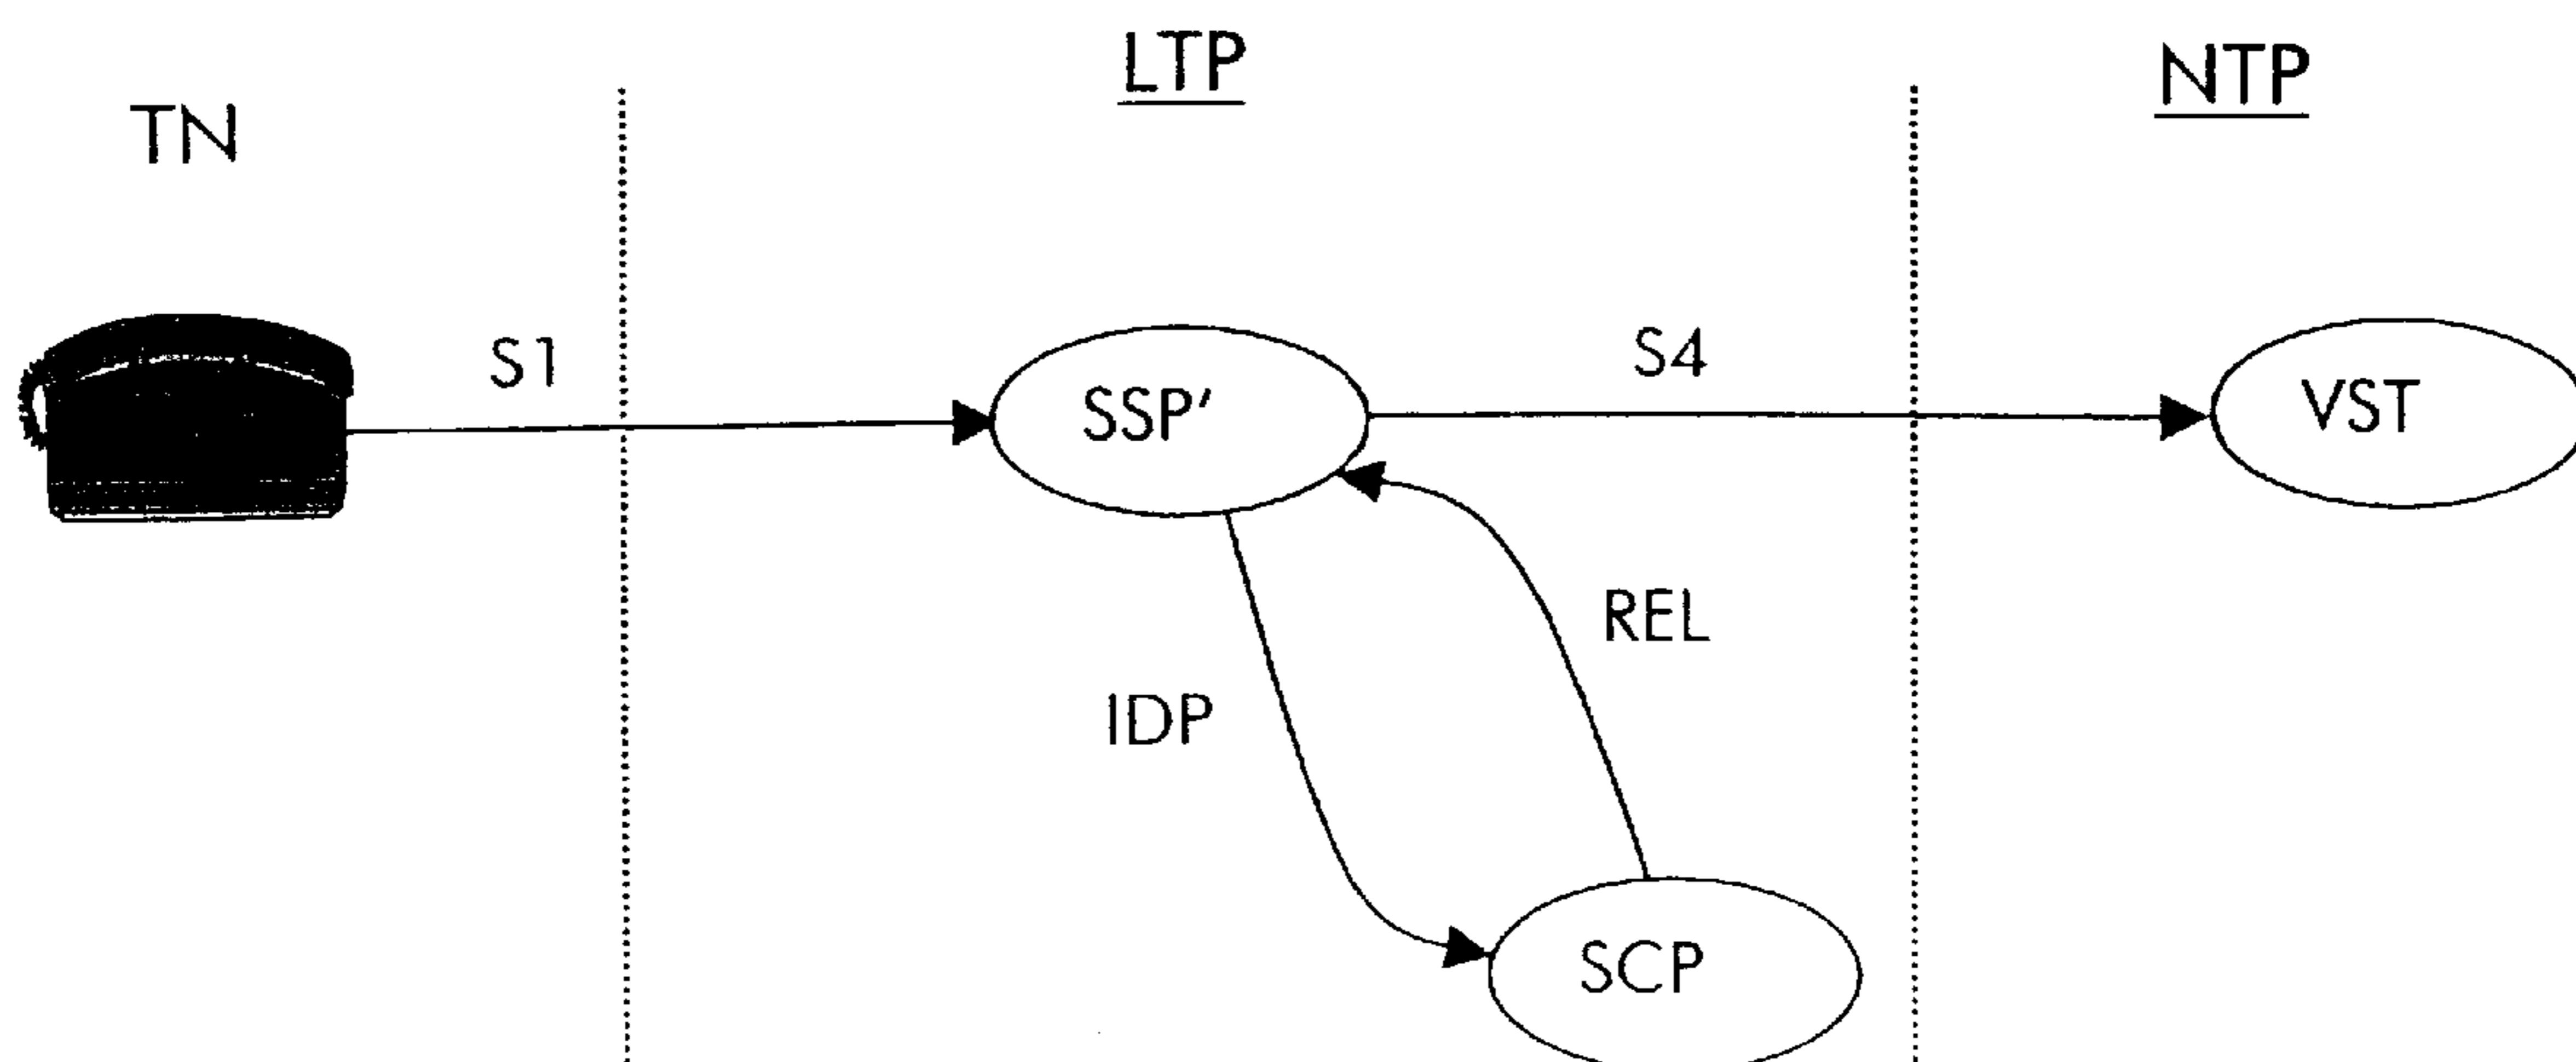 LTP
NTP
TN
S1
S4
SSP'
VST
REL
IDP
SCP